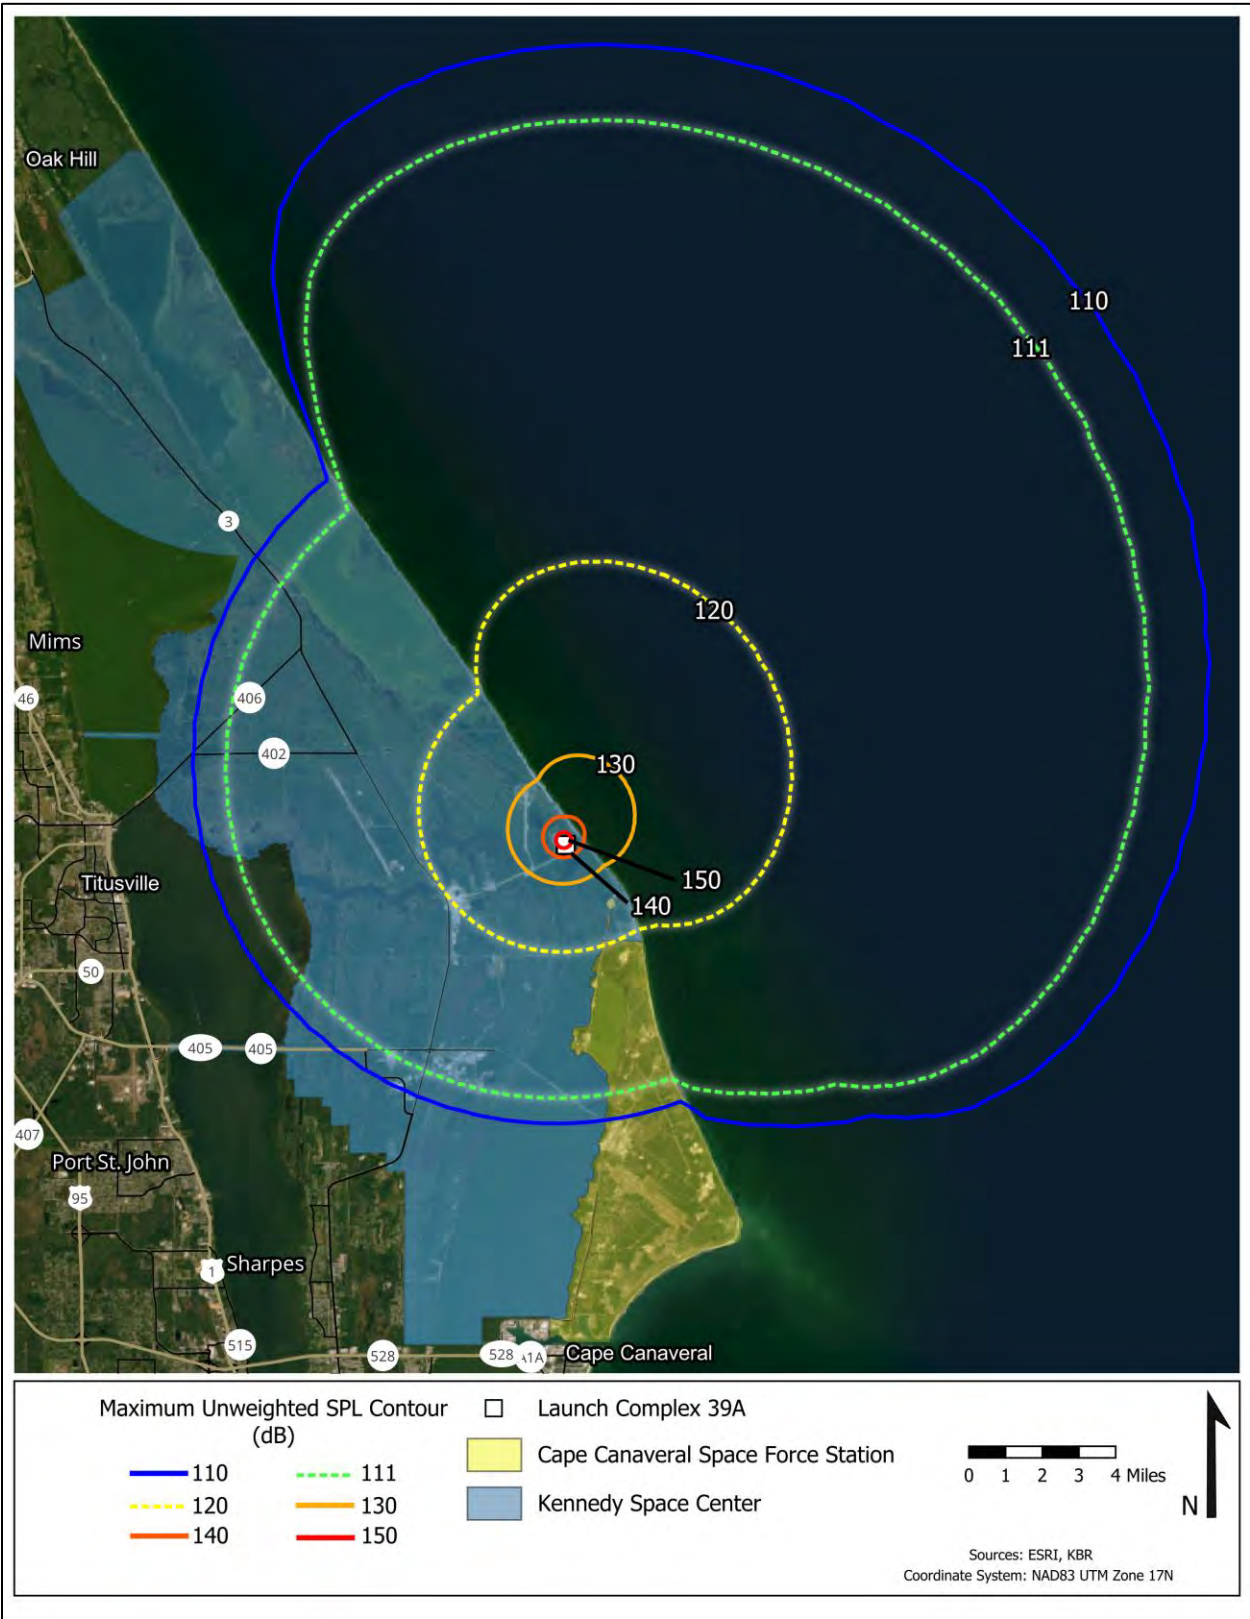 Oak Hill
110
111
3
120
Mims
46
406
402
130
150
Titusville
140
50
405
405
407
Port St. John
95
Sharpes
1
515
528
528
A1A
Cape Canaveral
Maximum Unweighted SPL Contour
(dB)
110
111
120
130
140
150
Launch Complex 39A
Cape Canaveral Space Force Station
Kennedy Space Center
0 1 2 3 4 Miles
N
Sources: ESRI, KBR
Coordinate System: NAD83 UTM Zone 17N